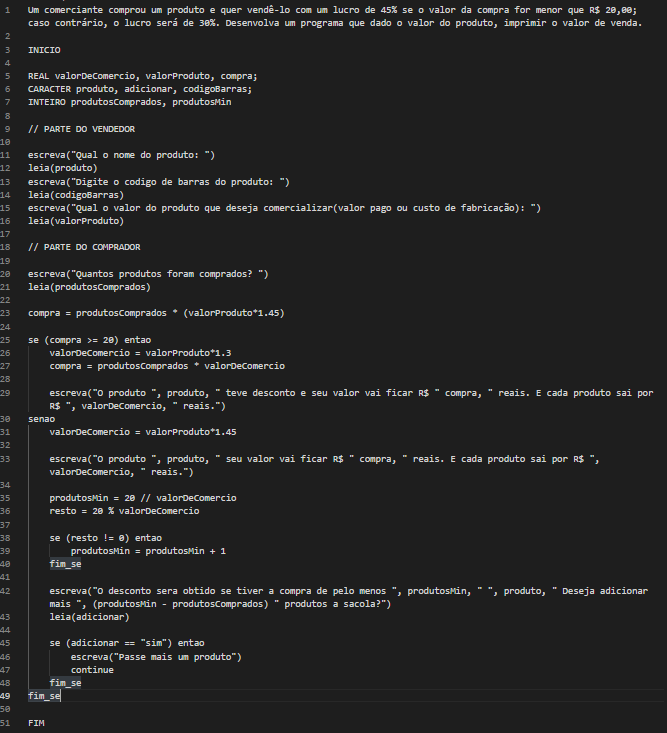 1 Um comerciante comprou um produto e quer vendê-lo com um lucro de 45% se o valor da compra for menor que R$ 20,00;
caso contrário, o lucro será de 30%. Desenvolva um programa que dado o valor do produto, imprimir o valor de venda.
2
3 INICIO
4
5 REAL valorDeComercio, valorProduto, compra;
6 CARACTER produto, adicionar, codigoBarras;
7 INTEIRO produtosComprados, produtosMin
8
9 // PARTE DO VENDEDOR
10
11 escreva("Qual o nome do produto: ")
12 leia(produto)
13 escreva("Digite o codigo de barras do produto: ")
14 leia(codigoBarras)
15 escreva("Qual o valor do produto que deseja comercializar(valor pago ou custo de fabricação): ")
16 leia(valorProduto)
17
18 // PARTE DO COMPRADOR
19
20 escreva("Quantos produtos foram comprados? ")
21 leia(produtosComprados)
22
23 compra = produtosComprados * (valorProduto*1.45)
24
25 se (compra >= 20) entao
26 valorDeComercio = valorProduto*1.3
27 compra = produtosComprados * valorDeComercio
28
29 escreva("O produto ", produto, " teve desconto e seu valor vai ficar R$ " compra, " reais. E cada produto sai por
R$ ", valorDeComercio, " reais.")
30 senao
31 valorDeComercio = valorProduto*1.45
32
33 escreva("O produto ", produto, " seu valor vai ficar R$ " compra, " reais. E cada produto sai por R$ ",
valorDeComercio, " reais.")
34
35 produtosMin = 20 // valorDeComercio
36 resto = 20 % valorDeComercio
37
38 se (resto != 0) entao
39 produtosMin = produtosMin + 1
40 fim_se
41
42 escreva("O desconto sera obtido se tiver a compra de pelo menos ", produtosMin, " ", produto, " Deseja adicionar
mais ", (produtosMin - produtosComprados) " produtos a sacola?")
43 leia(adicionar)
44
45 se (adicionar == "sim") entao
46 escreva("Passe mais um produto")
47 continue
48 fim_se
49 fim_se
50
51 FIM